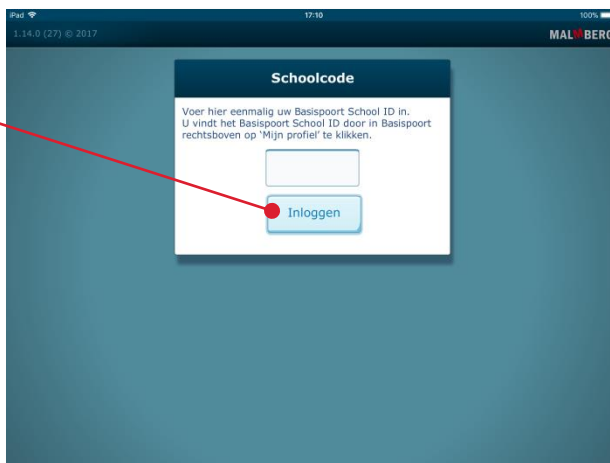 iPad 17:10 100%
1.14.0 (27) © 2017 MALMBERG
Schoolcode
Voer hier eenmalig uw Basispoort School ID in.
U vindt het Basispoort School ID door in Basispoort
rechtsboven op ‘Mijn profiel’ te klikken.
Inloggen